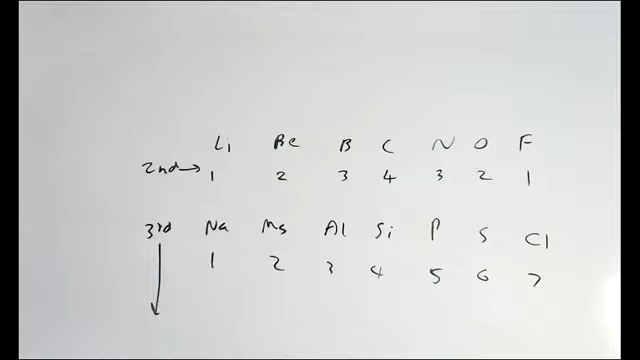 Li Be B C N O F
2nd → 1 2 3 4 3 2 1
3rd Na Mg Al Si P S Cl
1 2 3 4 5 6 7